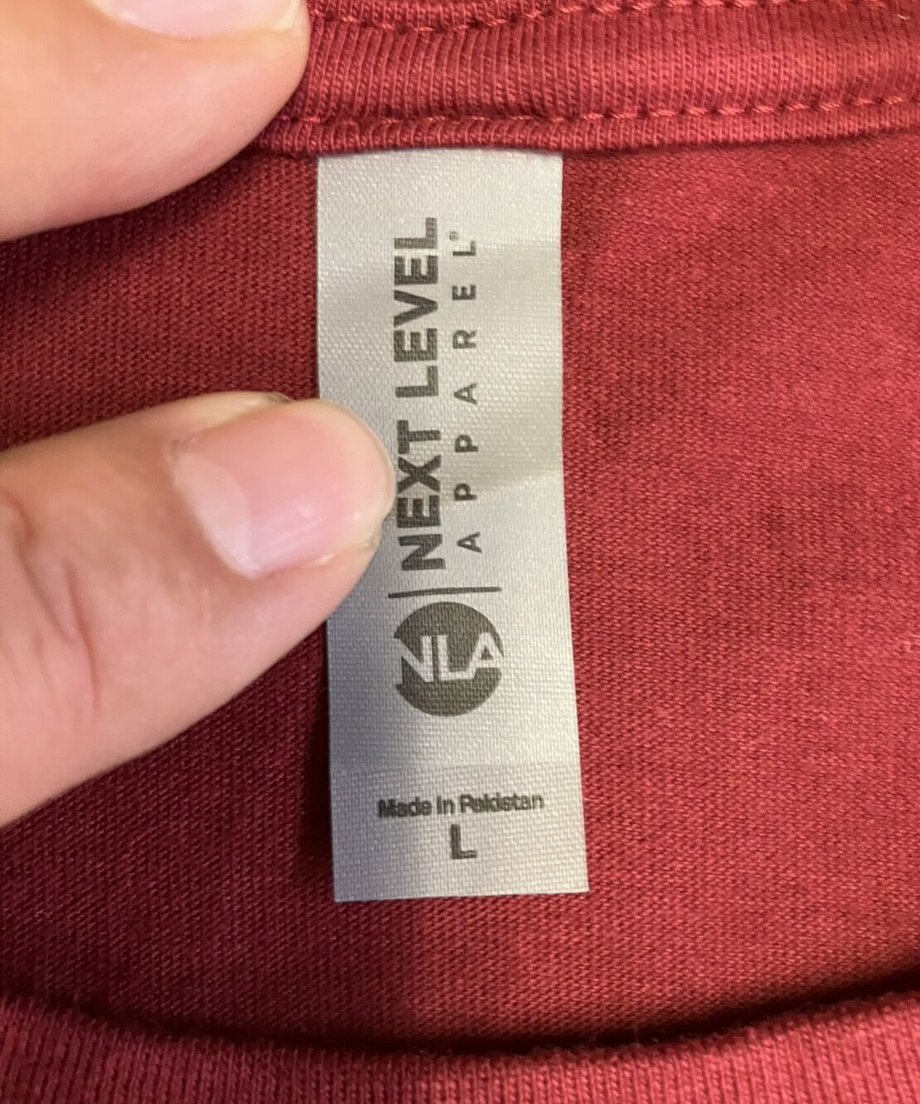 NEXT LEVEL
APPAREL®
NLA
Made in Pakistan
L